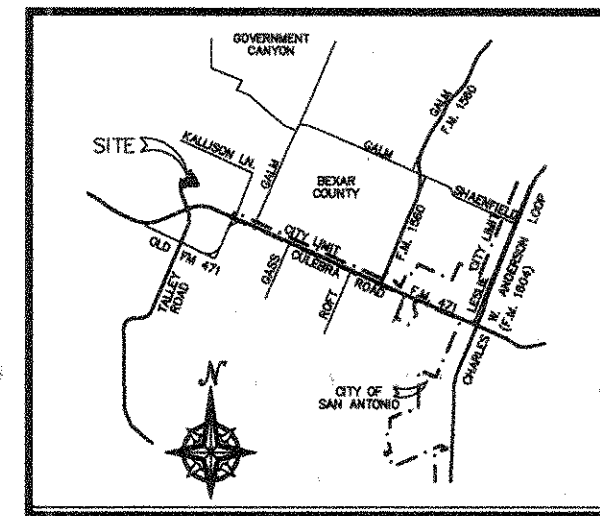 GOVERNMENT
CANYON
GALM
F.M. 1560
KALLISON LN.
SITE
GALM
GALM
BEXAR
COUNTY
SHAENFIELD
CITY LIMIT
CULEBRA
ROAD
F.M. 1560
F.M. 471
LESLIE
CITY LIMIT
CHARLES W. ANDERSON LOOP
(F.M. 1604)
OLD FM 471
TALLEY
ROAD
GASS
ROFT
CITY OF
SAN ANTONIO
N